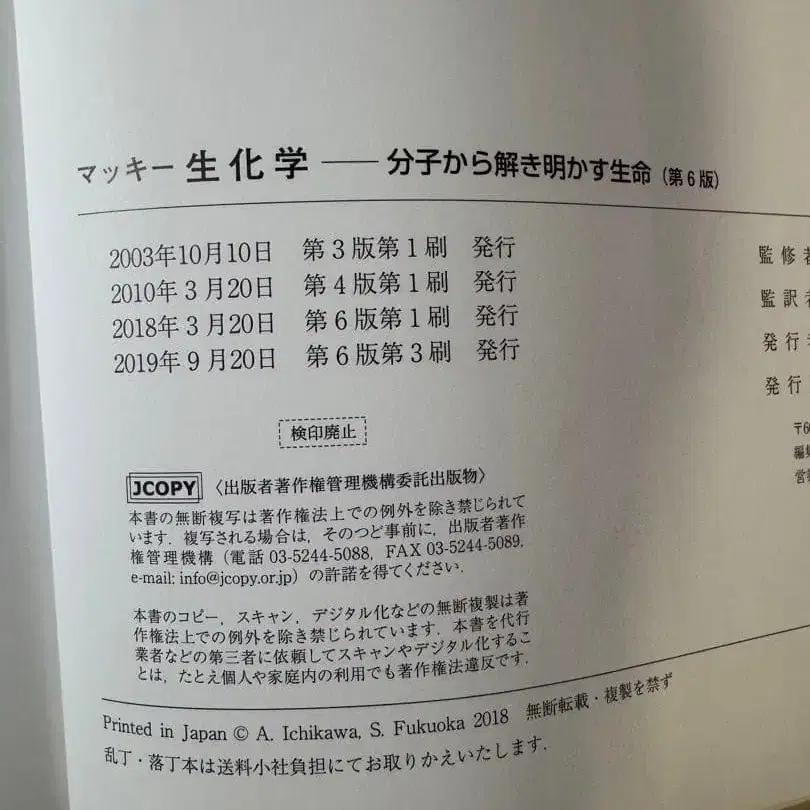 マッキー 生化学 ―― 分子から解き明かす生命（第6版）
2003年10月10日　第3版第1刷　発行
2010年 3月20日　第4版第1刷　発行
2018年 3月20日　第6版第1刷　発行
2019年 9月20日　第6版第3刷　発行
監修者
監訳者
発行者
発行
検印廃止
JCOPY 〈出版者著作権管理機構委託出版物〉
本書の無断複写は著作権法上での例外を除き禁じられて
います．複写される場合は，そのつど事前に，出版者著作
権管理機構（電話 03-5244-5088，FAX 03-5244-5089，
e-mail: info@jcopy.or.jp）の許諾を得てください．
本書のコピー，スキャン，デジタル化などの無断複製は著
作権法上での例外を除き禁じられています．本書を代行
業者などの第三者に依頼してスキャンやデジタル化するこ
とは，たとえ個人や家庭内の利用でも著作権法違反です．
Printed in Japan © A. Ichikawa, S. Fukuoka 2018　無断転載・複製を禁ず
乱丁・落丁本は送料小社負担にてお取りかえいたします．